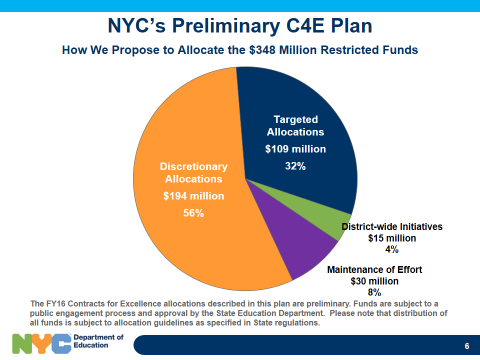 NYC's Preliminary C4E Plan
How We Propose to Allocate the $348 Million Restricted Funds
Targeted
Allocations
$109 million
32%
Discretionary
Allocations
$194 million
56%
District-wide Initiatives
$15 million
4%
Maintenance of Effort
$30 million
8%
The FY16 Contracts for Excellence allocations described in this plan are preliminary. Funds are subject to a
public engagement process and approval by the State Education Department. Please note that distribution of
all funds is subject to allocation guidelines as specified in State regulations.
NYC Department of
Education
6